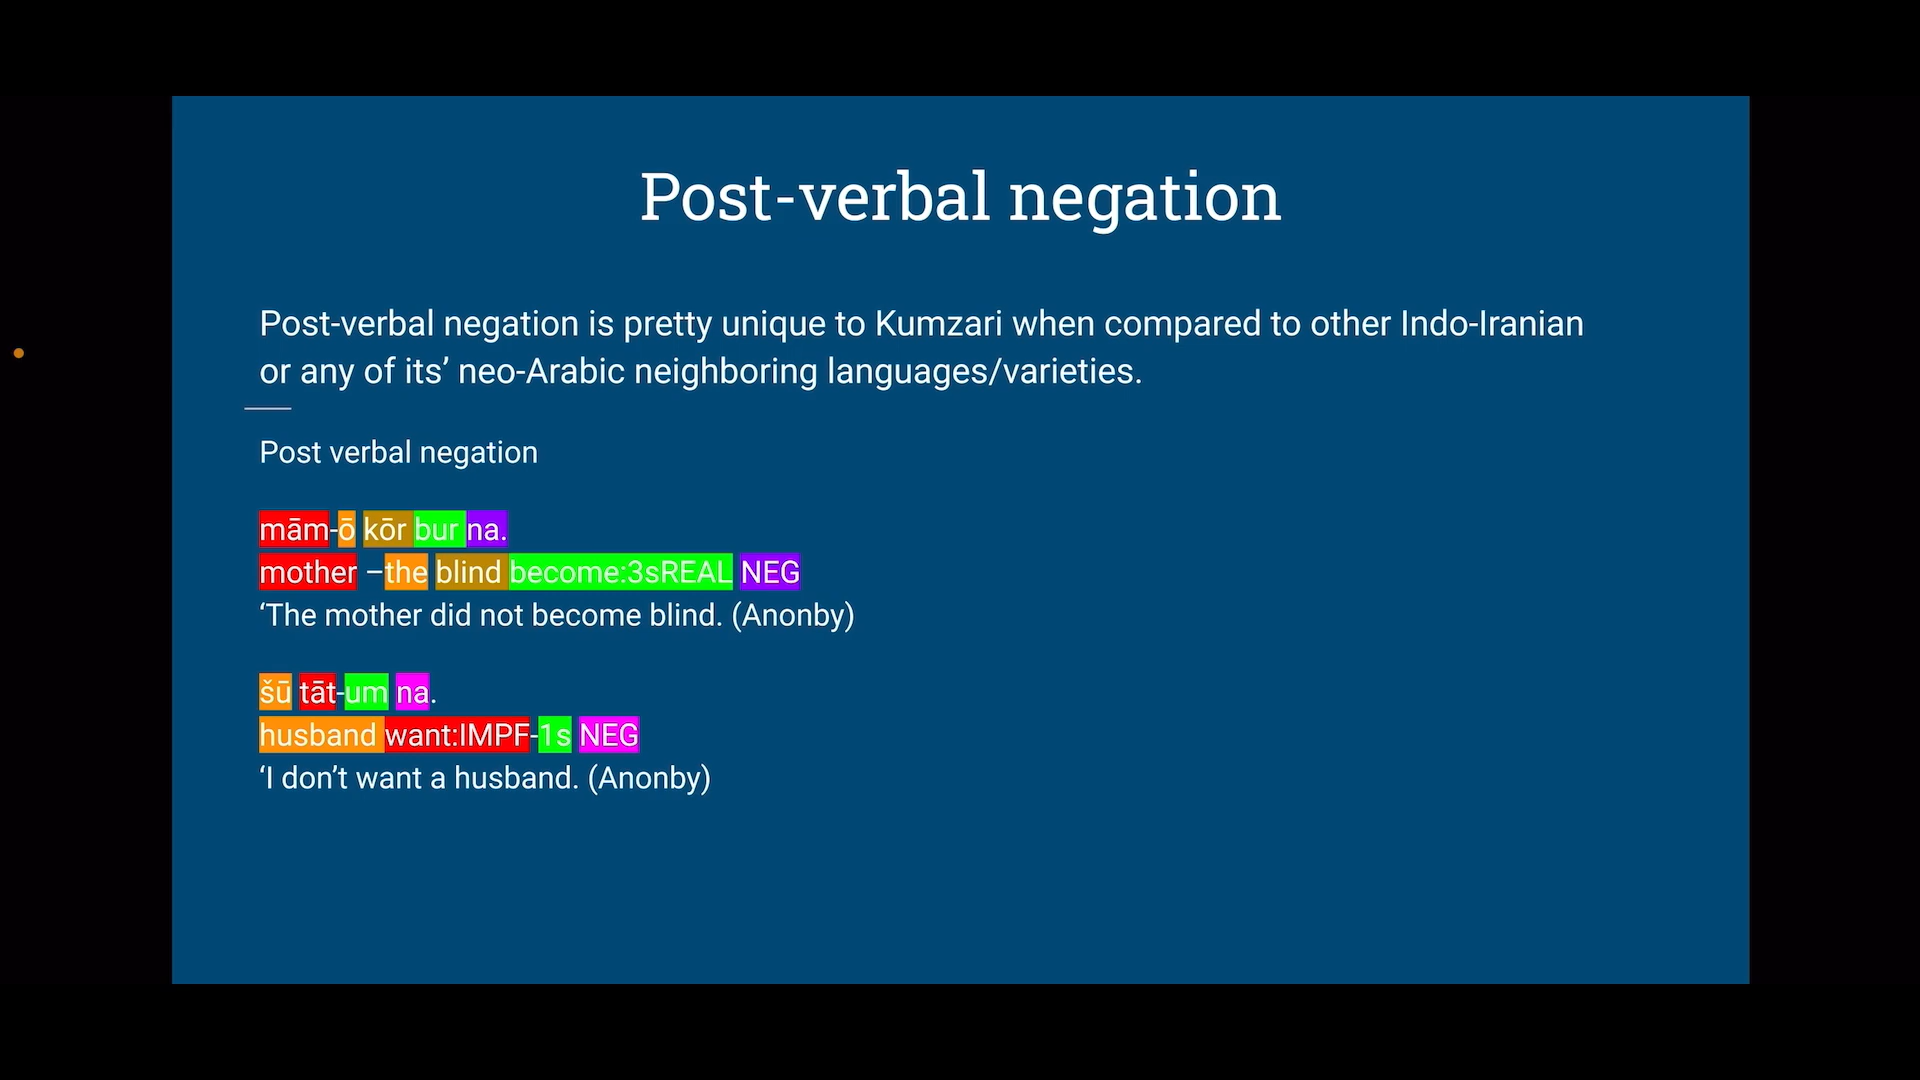 Post-verbal negation
Post-verbal negation is pretty unique to Kumzari when compared to other Indo-Iranian
or any of its’ neo-Arabic neighboring languages/varieties.
Post verbal negation
mām-ō kōr bur na.
mother –the blind become:3sREAL NEG
‘The mother did not become blind. (Anonby)
šū tāt-um na.
husband want:IMPF-1s NEG
‘I don’t want a husband. (Anonby)